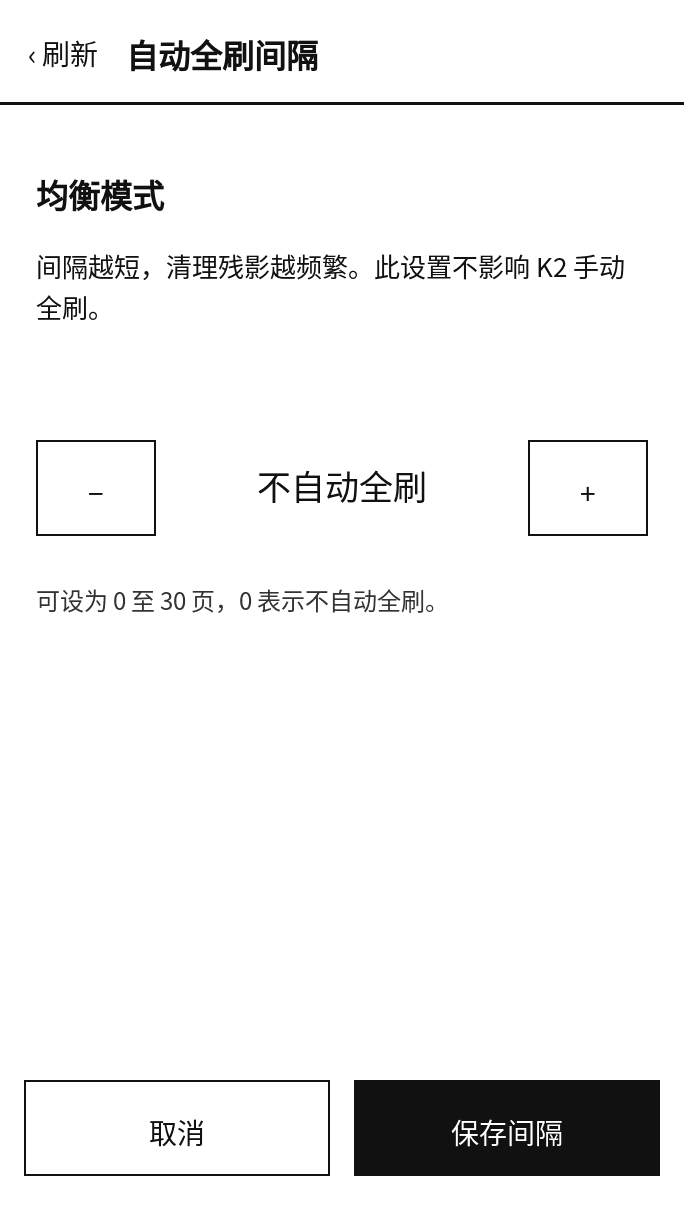 ‹ 刷新 自动全刷间隔
均衡模式
间隔越短，清理残影越频繁。此设置不影响 K2 手动
全刷。
− 不自动全刷 +
可设为 0 至 30 页，0 表示不自动全刷。
取消 保存间隔